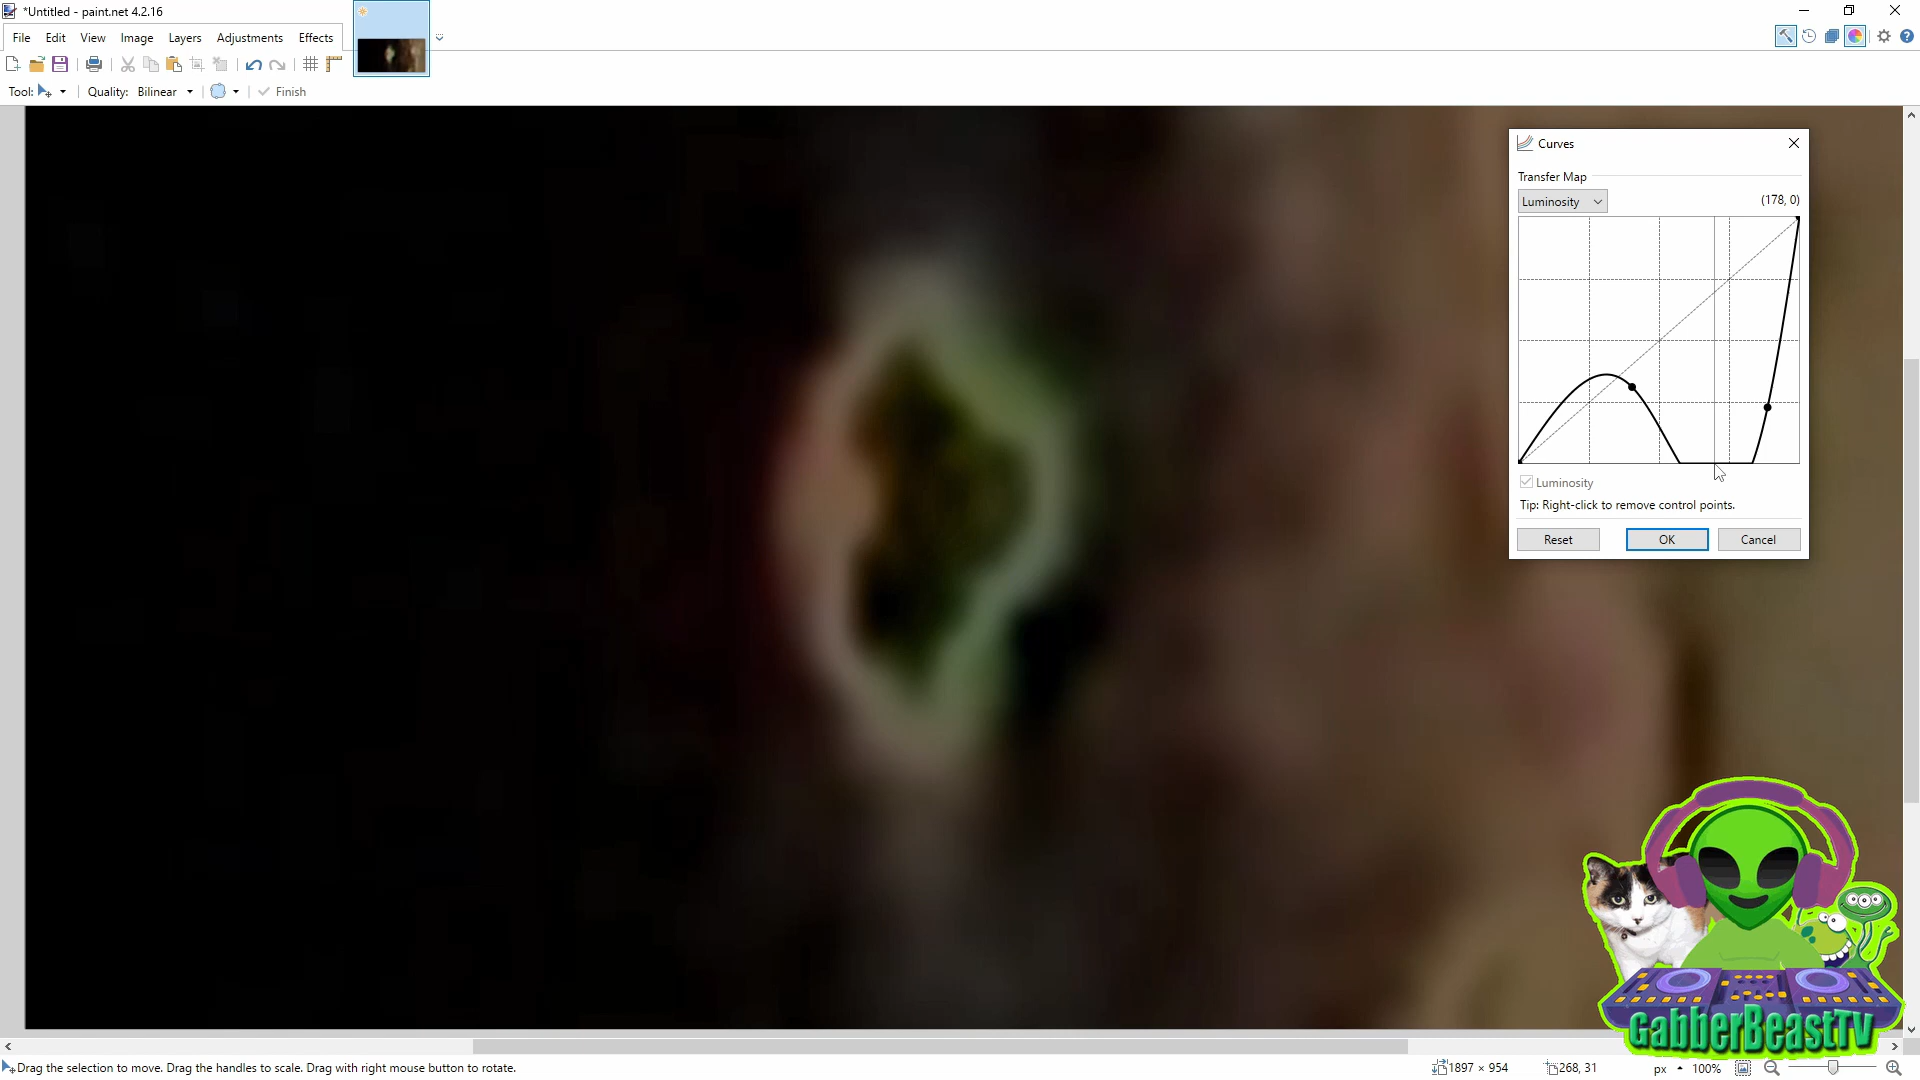 *Untitled - paint.net 4.2.16
File Edit View Image Layers Adjustments Effects
Tool: Quality: Bilinear Finish
Curves
Transfer Map
Luminosity (178, 0)
Luminosity
Tip: Right-click to remove control points.
Reset OK Cancel
GabberBeastTV
Drag the selection to move. Drag the handles to scale. Drag with right mouse button to rotate. 1897 × 954 268, 31 px 100%